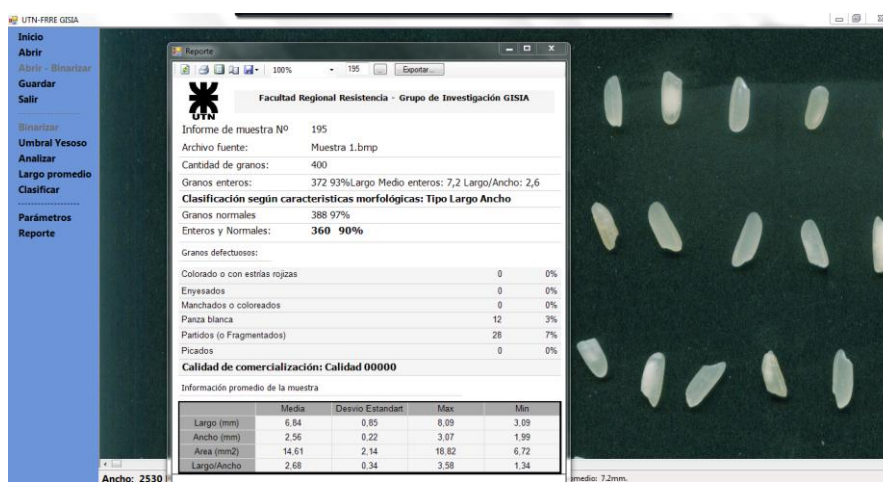 UTN-FRRE GISIA
Inicio
Abrir
Abrir - Binarizar
Guardar
Salir
Binarizar
Umbral Yesoso
Analizar
Largo promedio
Clasificar
Parámetros
Reporte
Reporte
100%
195
...
Exportar...
UTN
Facultad Regional Resistencia - Grupo de Investigación GISIA
Informe de muestra Nº 195
Archivo fuente: Muestra 1.bmp
Cantidad de granos: 400
Granos enteros: 372 93%Largo Medio enteros: 7,2 Largo/Ancho: 2,6
Clasificación según caracteristicas morfológicas: Tipo Largo Ancho
Granos normales 388 97%
Enteros y Normales: 360 90%
Granos defectuosos:
Colorado o con estrías rojizas 0 0%
Enyesados 0 0%
Manchados o coloreados 0 0%
Panza blanca 12 3%
Partidos (o Fragmentados) 28 7%
Picados 0 0%
Calidad de comercialización: Calidad 00000
Información promedio de la muestra
Media Desvio Estandart Max Min
Largo (mm) 6,84 0,85 8,09 3,09
Ancho (mm) 2,56 0,22 3,07 1,99
Area (mm2) 14,61 2,14 18,82 6,72
Largo/Ancho 2,68 0,34 3,58 1,34
Ancho: 2530
omedio: 7.2mm.